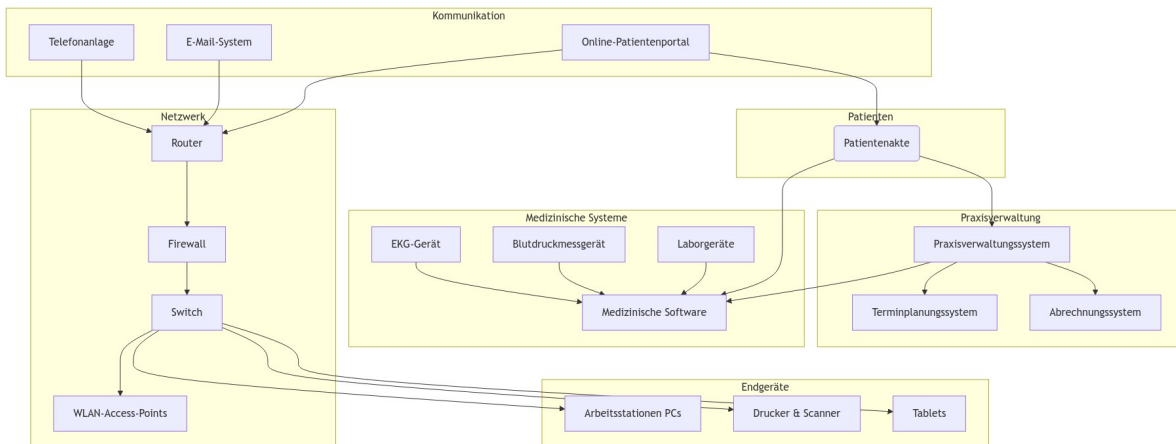 Kommunikation
Telefonanlage
E-Mail-System
Online-Patientenportal
Netzwerk
Router
Patienten
Patientenakte
Medizinische Systeme
EKG-Gerät
Blutdruckmessgerät
Laborgeräte
Praxisverwaltung
Praxisverwaltungssystem
Firewall
Switch
Medizinische Software
Terminplanungssystem
Abrechnungssystem
Endgeräte
WLAN-Access-Points
Arbeitsstationen PCs
Drucker & Scanner
Tablets